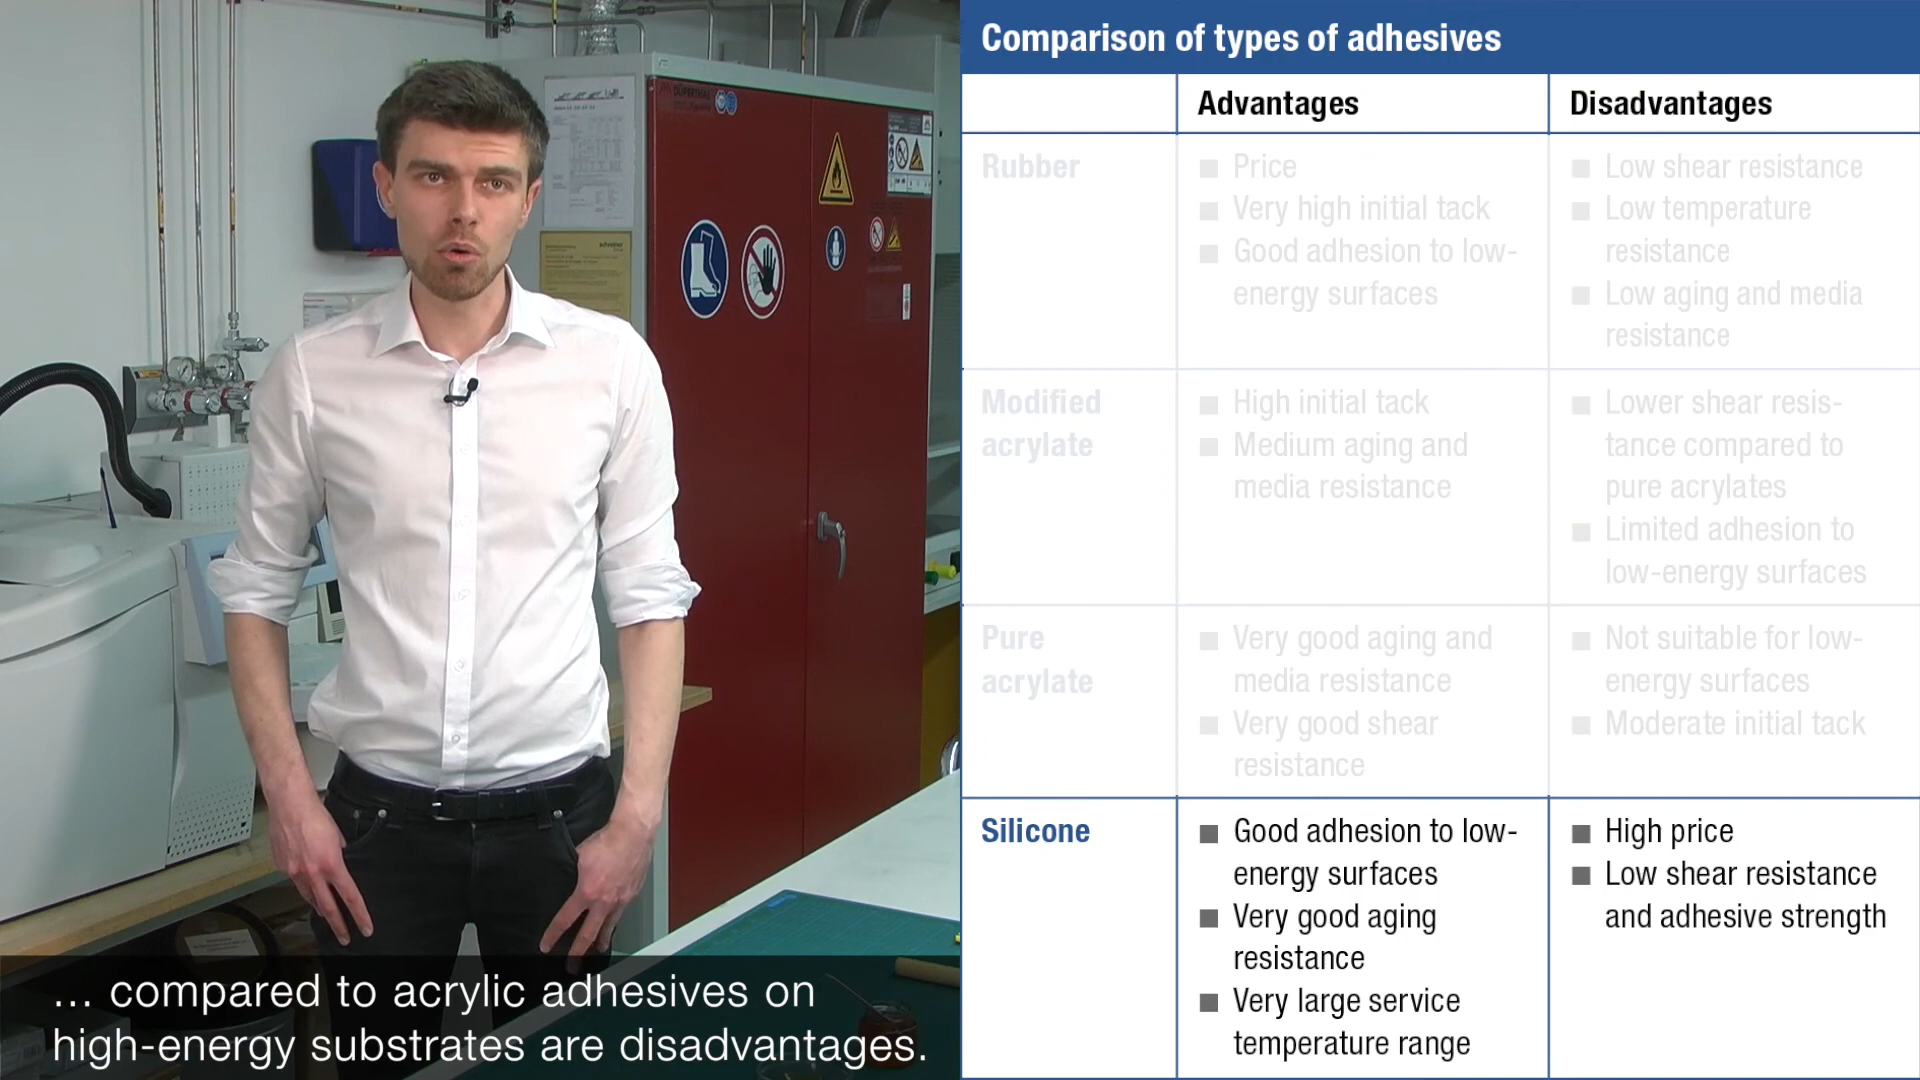 Comparison of types of adhesives
Advantages
Disadvantages
Rubber
Price
Very high initial tack
Good adhesion to low-
energy surfaces
Low shear resistance
Low temperature
resistance
Low aging and media
resistance
Modified
acrylate
High initial tack
Medium aging and
media resistance
Lower shear resis-
tance compared to
pure acrylates
Limited adhesion to
low-energy surfaces
Pure
acrylate
Very good aging and
media resistance
Very good shear
resistance
Not suitable for low-
energy surfaces
Moderate initial tack
Silicone
Good adhesion to low-
energy surfaces
Very good aging
resistance
Very large service
temperature range
High price
Low shear resistance
and adhesive strength
DÜPERTHAL
... compared to acrylic adhesives on
high-energy substrates are disadvantages.